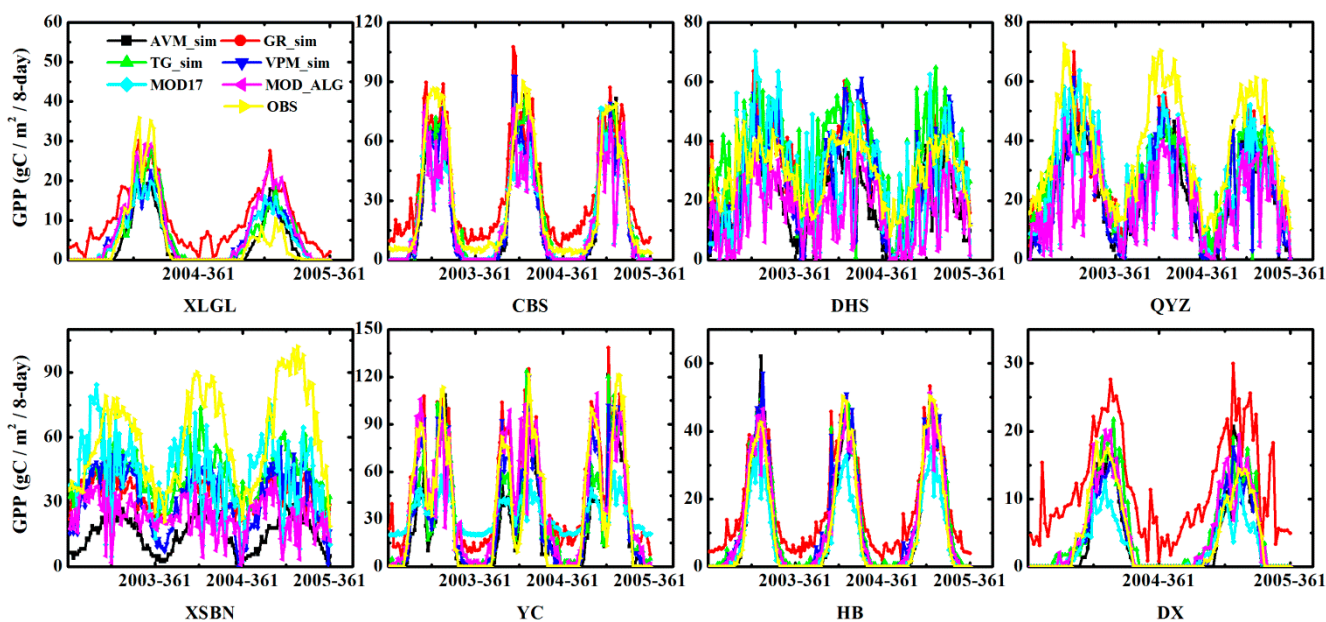 60
50
40
30
20
10
0
GPP (gC / m² / 8-day)
AVM_sim GR_sim
TG_sim VPM_sim
MOD17 MOD_ALG
OBS
2004-361 2005-361
XLGL
120
90
60
30
0
2003-361 2004-361 2005-361
CBS
80
60
40
20
0
2003-361 2004-361 2005-361
DHS
80
60
40
20
0
2003-361 2004-361 2005-361
QYZ
90
60
30
0
GPP (gC / m² / 8-day)
2003-361 2004-361 2005-361
XSBN
150
120
90
60
30
0
2003-361 2004-361 2005-361
YC
60
40
20
0
2003-361 2004-361 2005-361
HB
30
20
10
0
2004-361 2005-361
DX